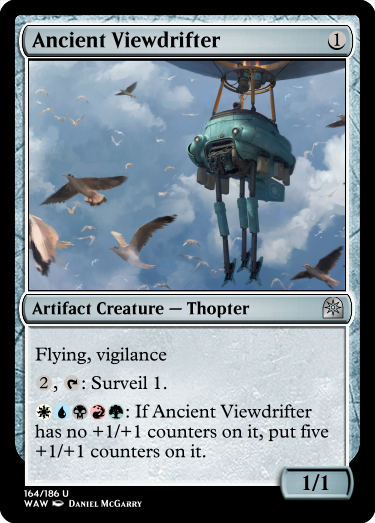 Ancient Viewdrifter 1
Artifact Creature — Thopter
Flying, vigilance
2, : Surveil 1.
: If Ancient Viewdrifter
has no +1/+1 counters on it, put five
+1/+1 counters on it.
1/1
164/186 U
WAW Daniel McGarry